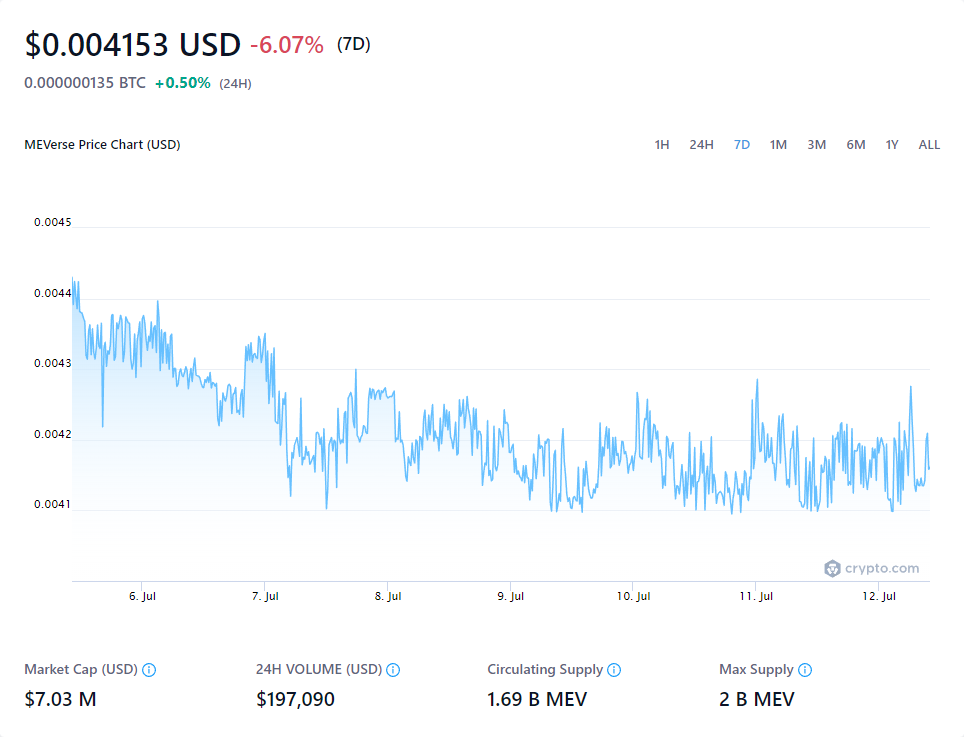 $0.004153 USD -6.07% (7D)
0.000000135 BTC +0.50% (24H)
MEVerse Price Chart (USD)
1H 24H 7D 1M 3M 6M 1Y ALL
0.0045
0.0044
0.0043
0.0042
0.0041
crypto.com
6. Jul 7. Jul 8. Jul 9. Jul 10. Jul 11. Jul 12. Jul
Market Cap (USD) 24H VOLUME (USD) Circulating Supply Max Supply
$7.03 M $197,090 1.69 B MEV 2 B MEV